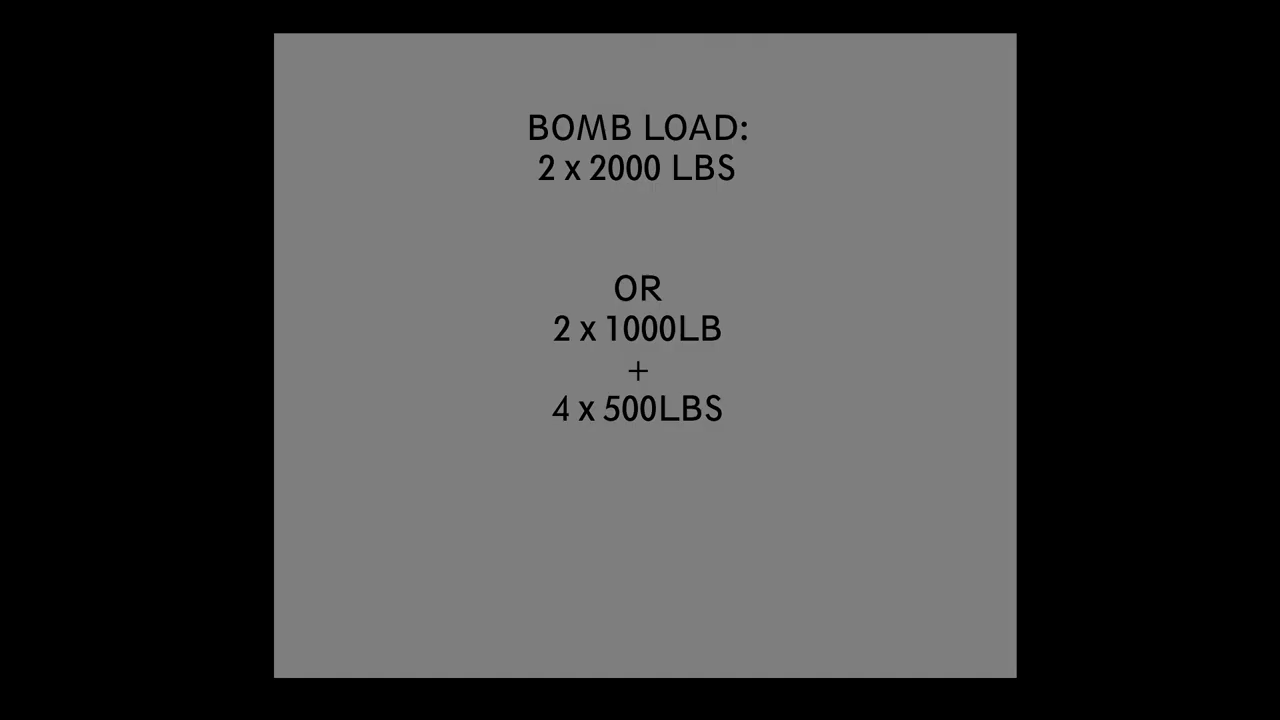 BOMB LOAD:
2 x 2000 LBS
OR
2 x 1000LB
+
4 x 500LBS